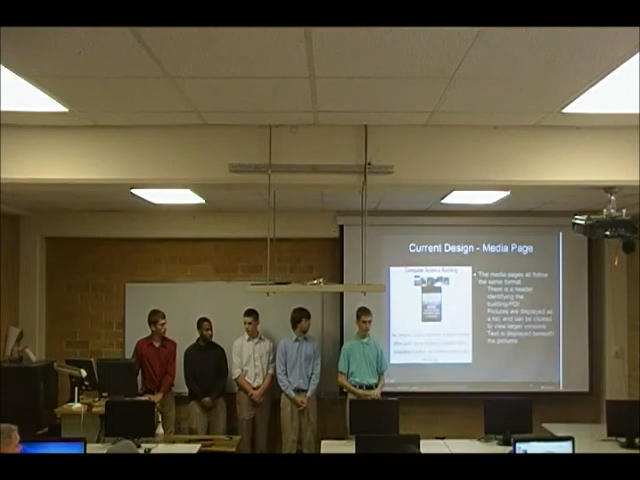 Current Design - Media Page
Computer Science Building
The media pages all follow
the same format
There is a header
identifying the
building/POI
Pictures are displayed as
a list, and can be clicked
to view larger versions
Text is displayed beneath
the pictures